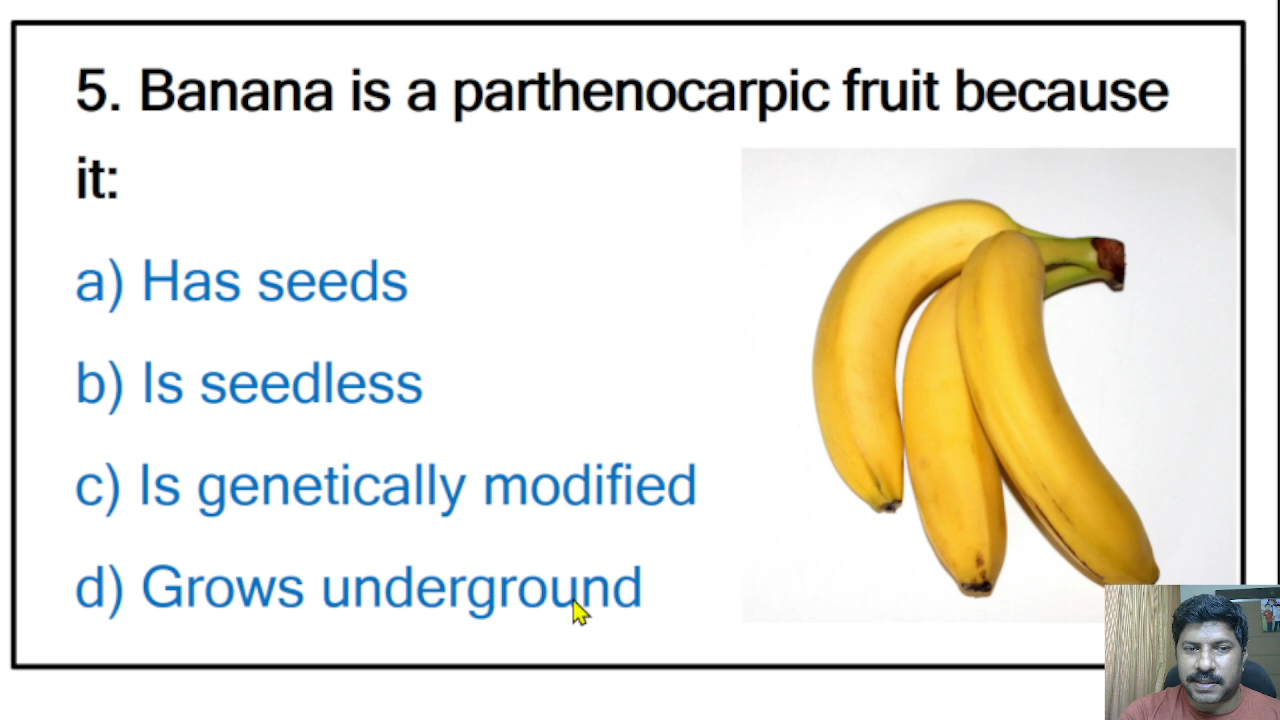 5. Banana is a parthenocarpic fruit because
it:
a) Has seeds
b) Is seedless
c) Is genetically modified
d) Grows underground